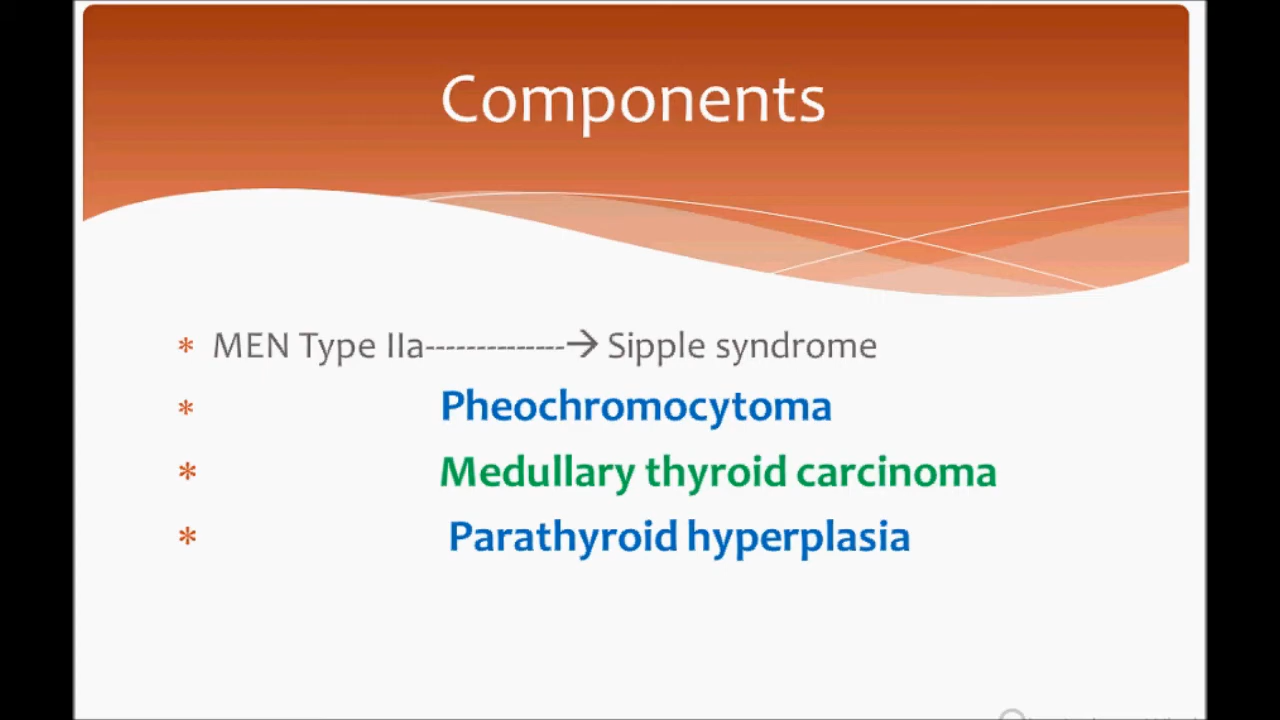 Components
* MEN Type IIa--------------→ Sipple syndrome
* Pheochromocytoma
* Medullary thyroid carcinoma
* Parathyroid hyperplasia